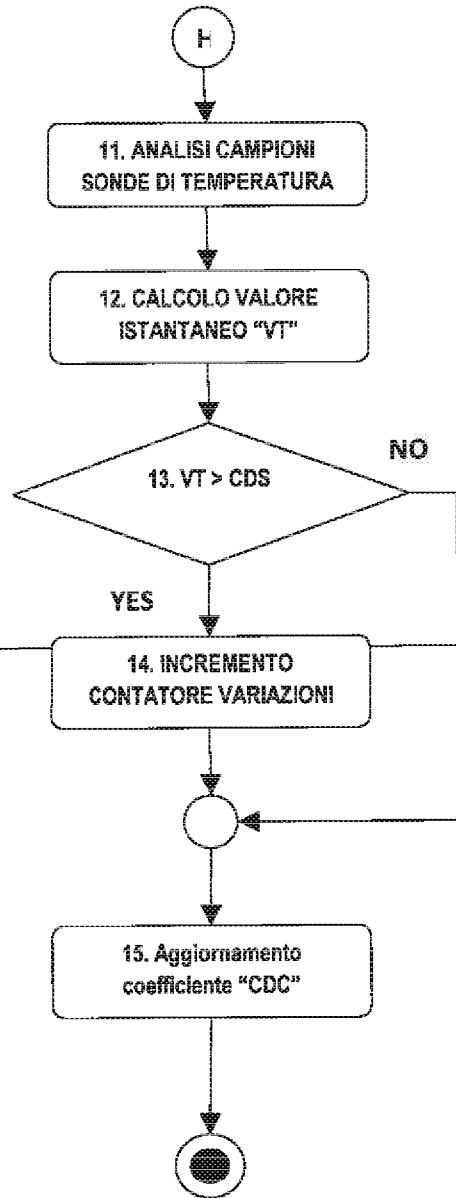 H
11. ANALISI CAMPIONI
SONDE DI TEMPERATURA
12. CALCOLO VALORE
ISTANTANEO “VT”
13. VT > CDS
NO
YES
14. INCREMENTO
CONTATORE VARIAZIONI
15. Aggiornamento
coefficiente “CDC”